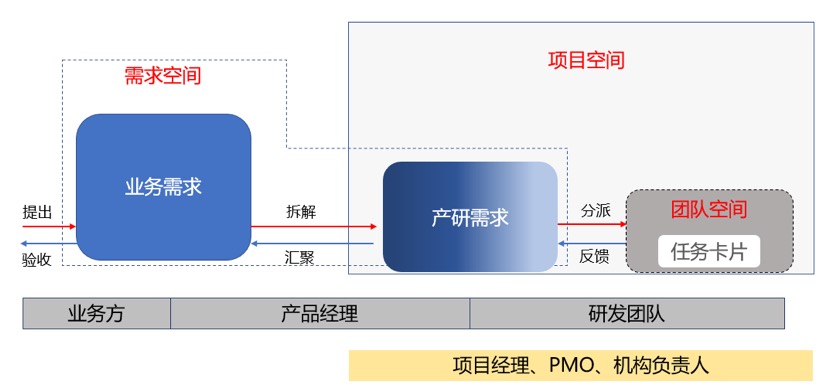 项目空间
需求空间
业务需求
产研需求
团队空间
任务卡片
提出
拆解
分派
验收
汇聚
反馈
业务方
产品经理
研发团队
项目经理、PMO、机构负责人